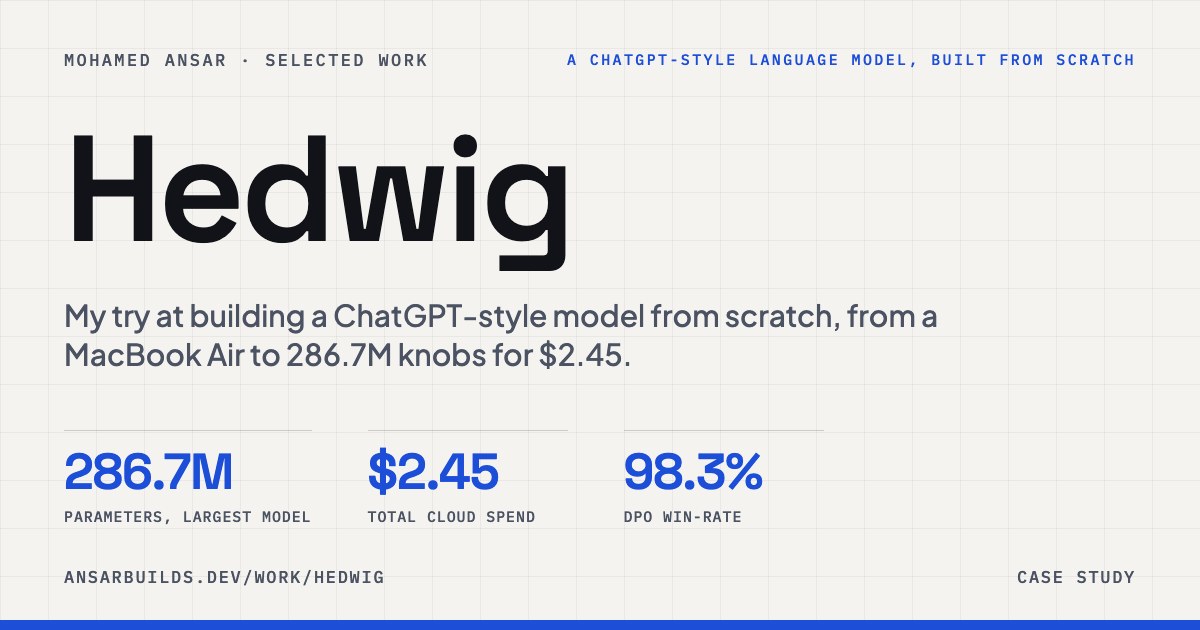 MOHAMED ANSAR · SELECTED WORK
A CHATGPT-STYLE LANGUAGE MODEL, BUILT FROM SCRATCH
Hedwig
My try at building a ChatGPT-style model from scratch, from a
MacBook Air to 286.7M knobs for $2.45.
286.7M
PARAMETERS, LARGEST MODEL
$2.45
TOTAL CLOUD SPEND
98.3%
DPO WIN-RATE
ANSARBUILDS.DEV/WORK/HEDWIG
CASE STUDY